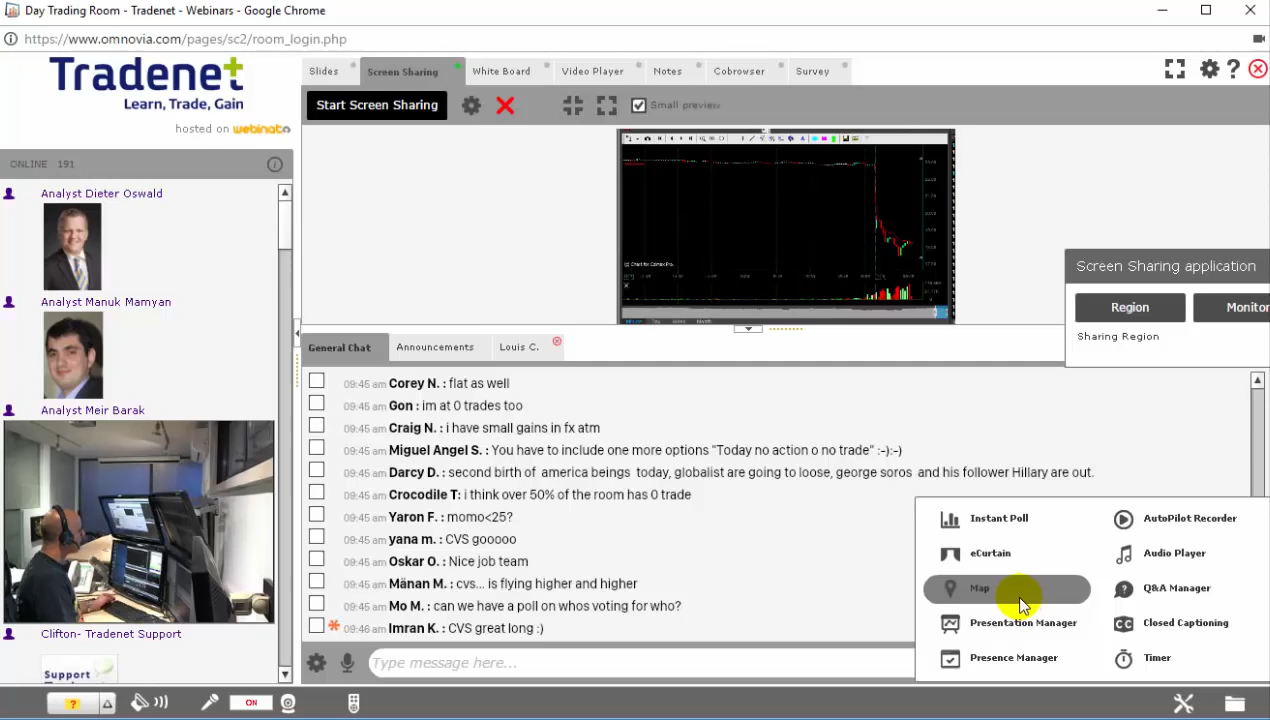 Day Trading Room - Tradenet - Webinars - Google Chrome
https://www.omnovia.com/pages/sc2/room_login.php
Tradenet
Learn, Trade, Gain
hosted on webinato
Slides
Screen Sharing
White Board
Video Player
Notes
Cobrowser
Survey
Start Screen Sharing
Small preview
ONLINE 191
Analyst Dieter Oswald
Analyst Manuk Mamyan
Analyst Meir Barak
Clifton- Tradenet Support
Support
Screen Sharing application
Region
Monitor
Sharing Region
General Chat
Announcements
Louis C.
09:45 am Corey N. : flat as well
09:45 am Gon : im at 0 trades too
09:45 am Craig N. : i have small gains in fx atm
09:45 am Miguel Angel S. : You have to include one more options "Today no action o no trade" :-):-)
09:45 am Darcy D. : second birth of america beings today, globalist are going to loose, george soros and his follower Hillary are out.
09:45 am Crocodile T: i think over 50% of the room has 0 trade
09:45 am Yaron F. : momo<25?
09:45 am yana m. : CVS gooooo
09:45 am Oskar O. : Nice job team
09:45 am Mănan M. : cvs... is flying higher and higher
09:45 am Mo M. : can we have a poll on whos voting for who?
09:46 am Imran K. : CVS great long :)
Type message here...
Instant Poll
AutoPilot Recorder
eCurtain
Audio Player
Map
Q&A Manager
Presentation Manager
Closed Captioning
Presence Manager
Timer
ON